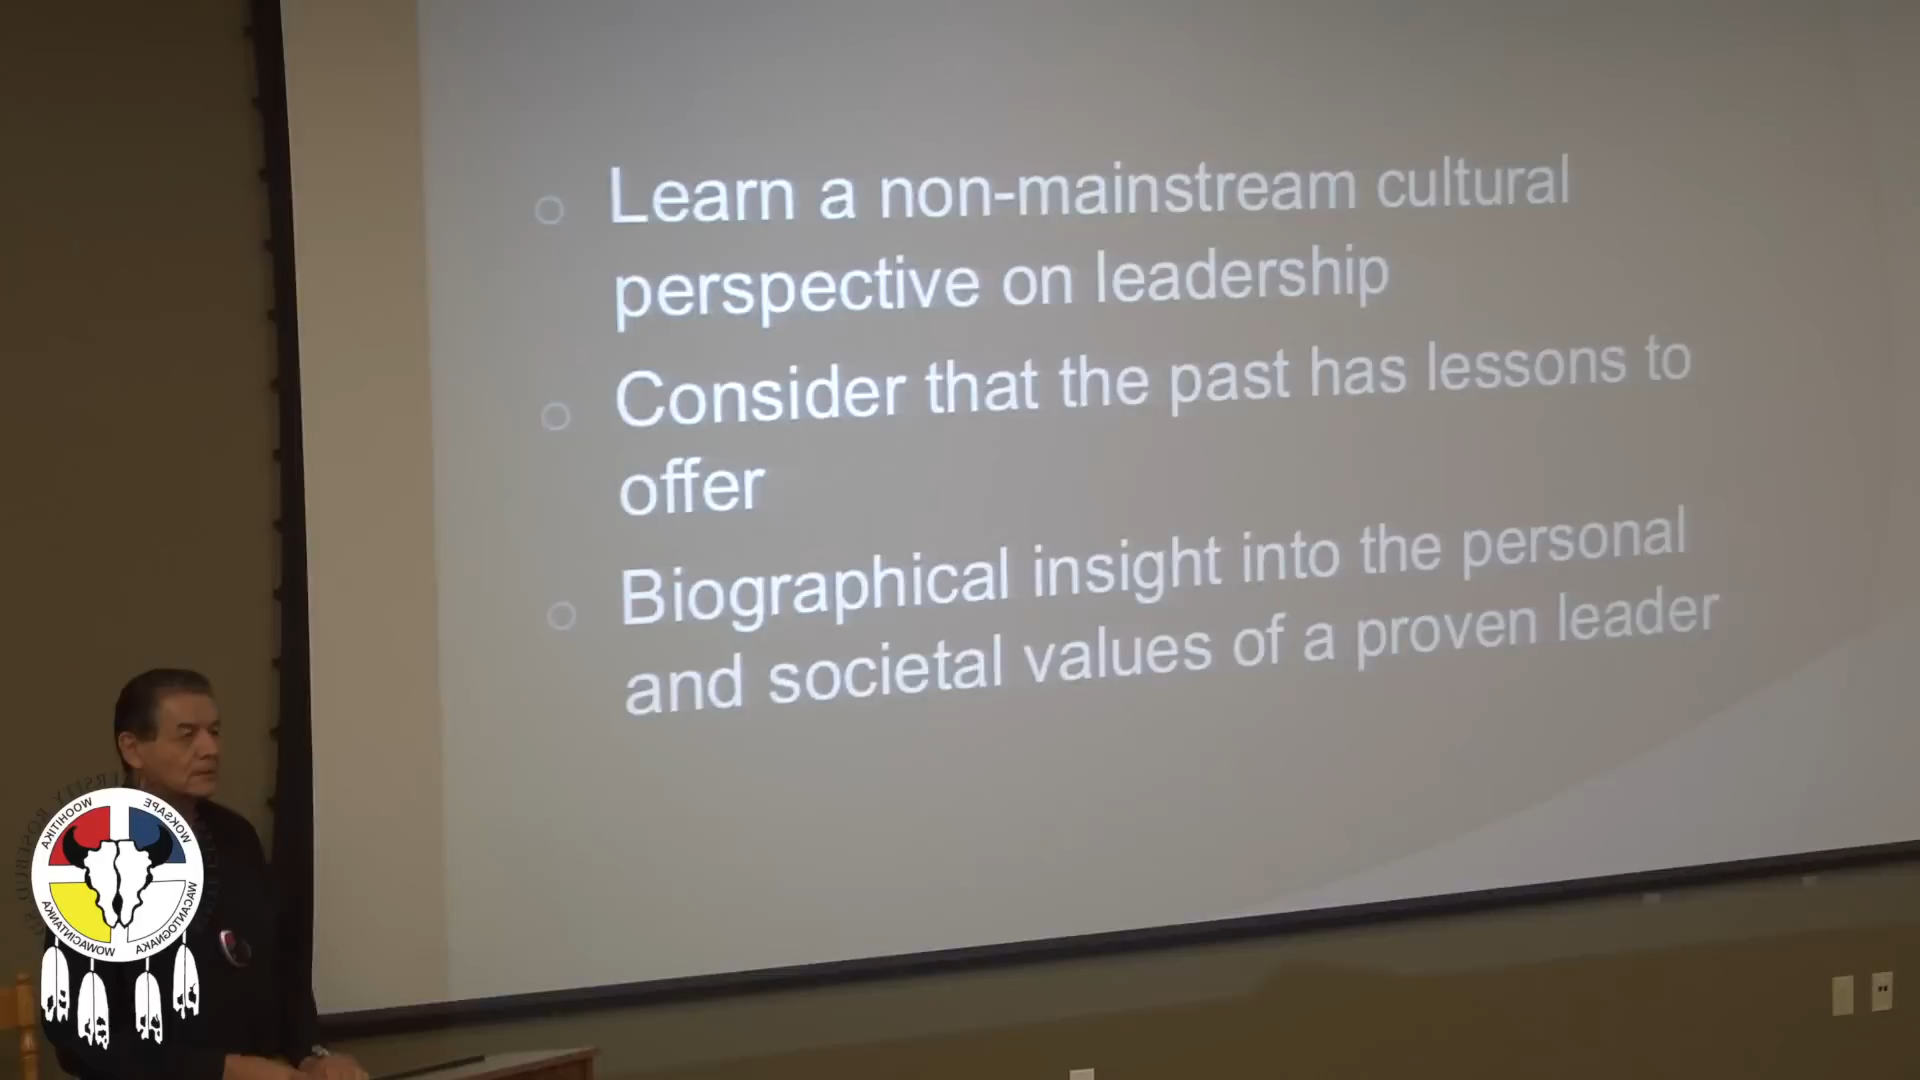 Learn a non-mainstream cultural
perspective on leadership
Consider that the past has lessons to
offer
Biographical insight into the personal
and societal values of a proven leader
WOOHITIKA
WOKSAPE
WOWACINTANKA
WACANTOGNAKA